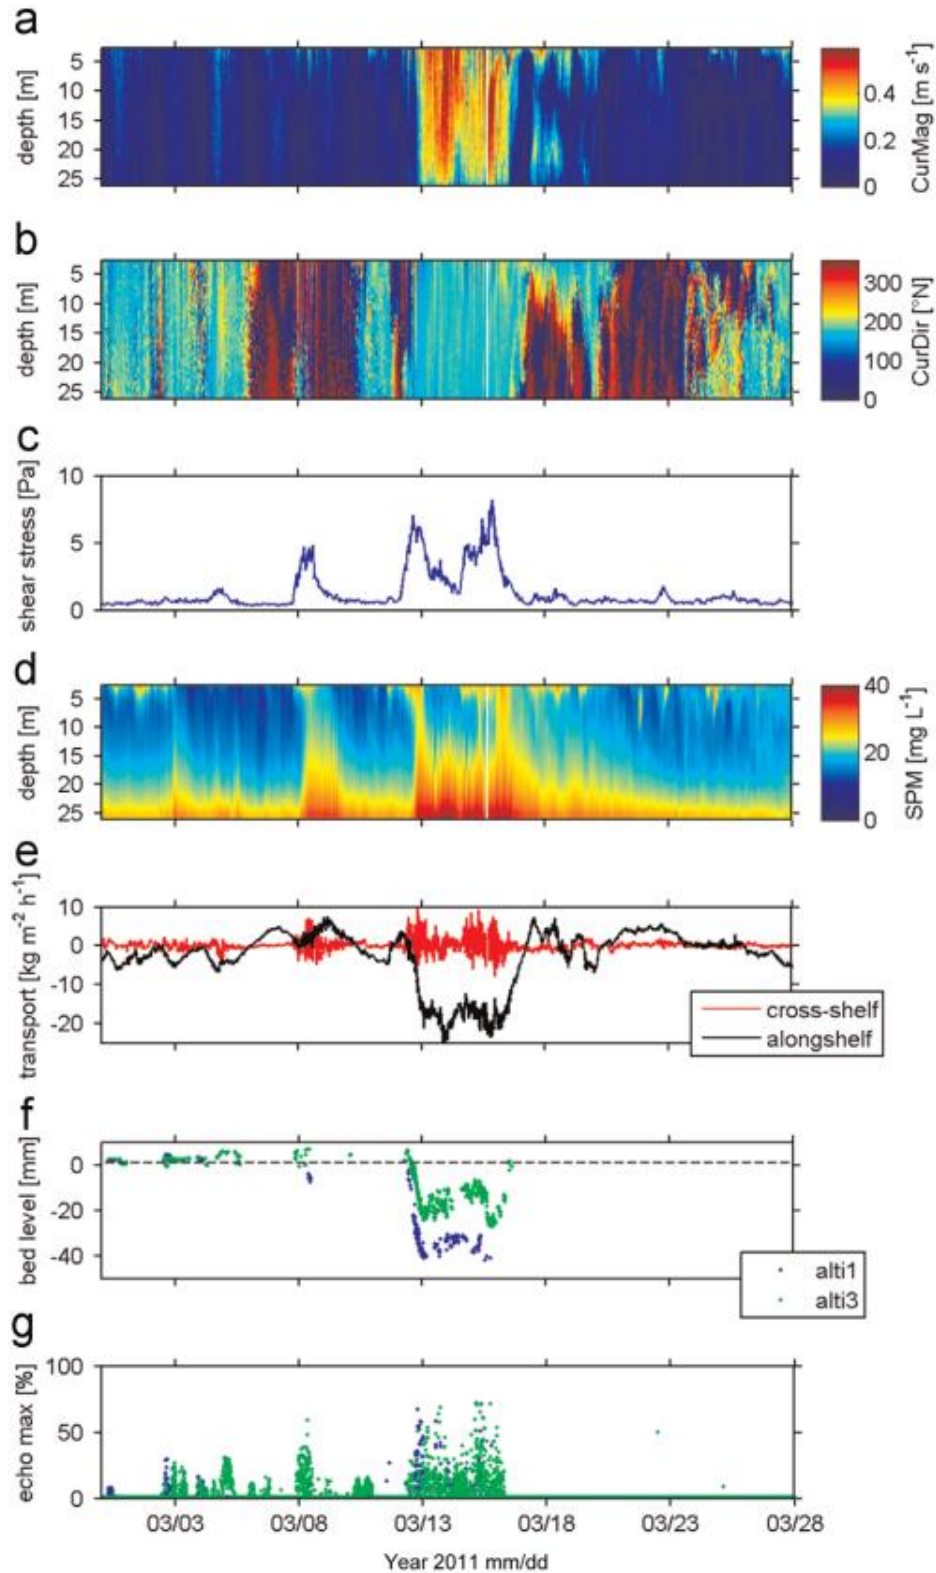 a
depth [m]
5
10
15
20
25
0.4
0.2
0
CurMag [m s-1]
b
depth [m]
5
10
15
20
25
300
200
100
0
CurDir [°N]
c
shear stress [Pa]
10
5
0
d
depth [m]
5
10
15
20
25
40
20
0
SPM [mg L-1]
e
transport [kg m-2 h-1]
10
0
-10
-20
cross-shelf
alongshelf
f
bed level [mm]
0
-20
-40
alti1
alti3
g
echo max [%]
100
50
0
03/03 03/08 03/13 03/18 03/23 03/28
Year 2011 mm/dd